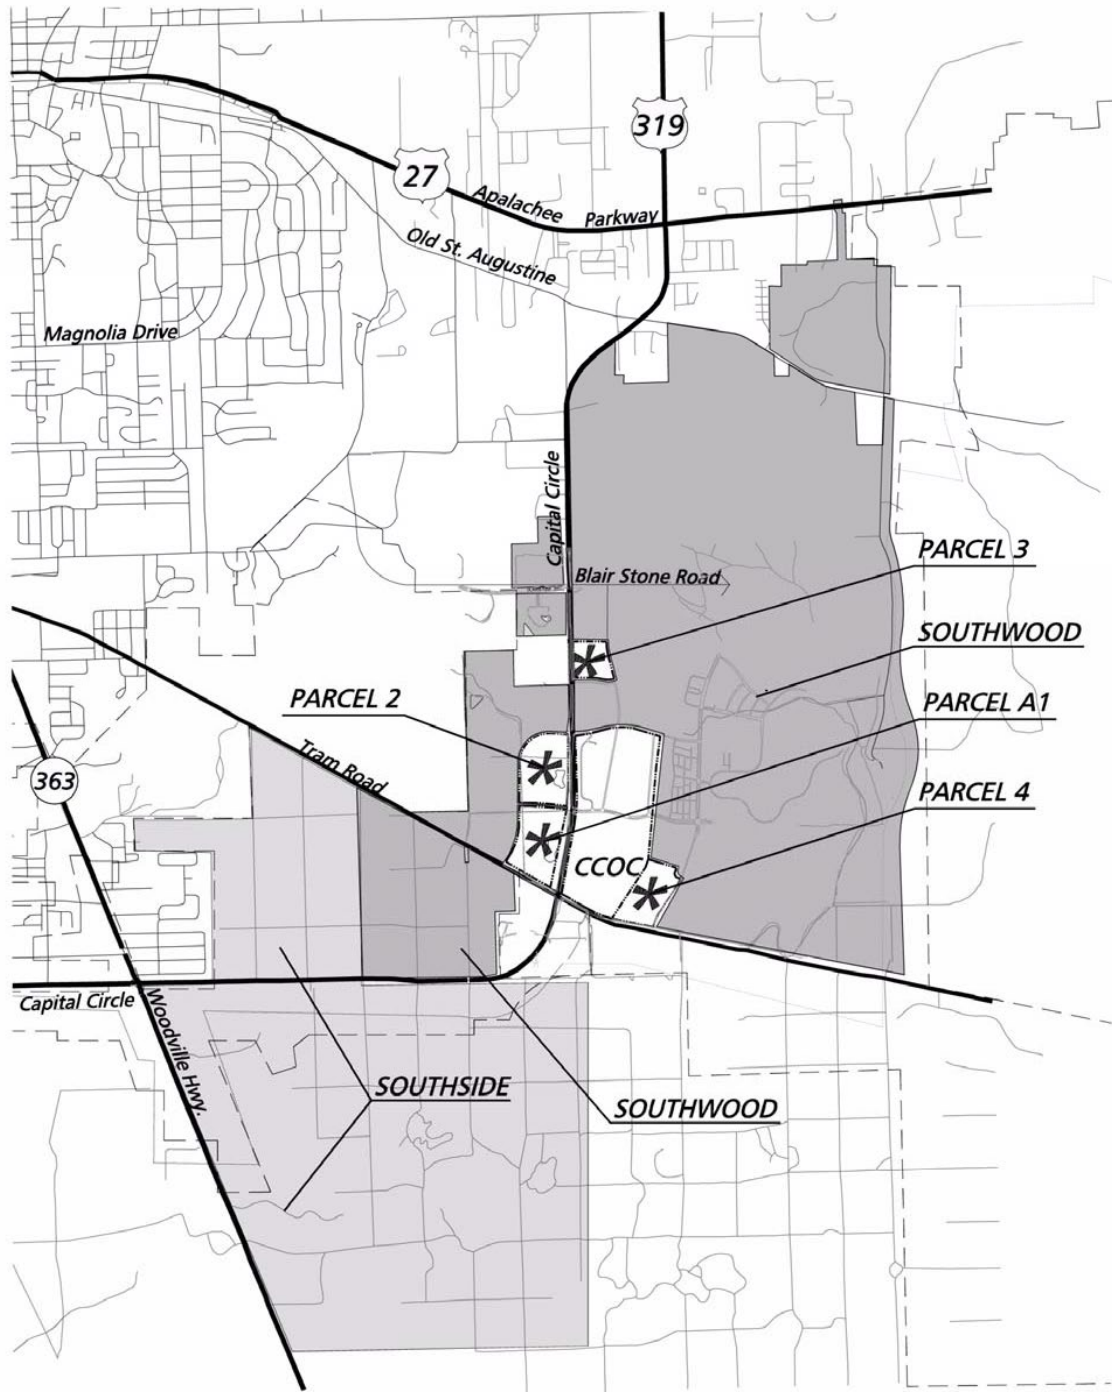 319
27
Apalachee Parkway
Old St. Augustine
Magnolia Drive
Capital Circle
PARCEL 3
Blair Stone Road
SOUTHWOOD
PARCEL 2
PARCEL A1
Tram Road
363
PARCEL 4
CCOC
Capital Circle
Woodville Hwy.
SOUTHSIDE
SOUTHWOOD